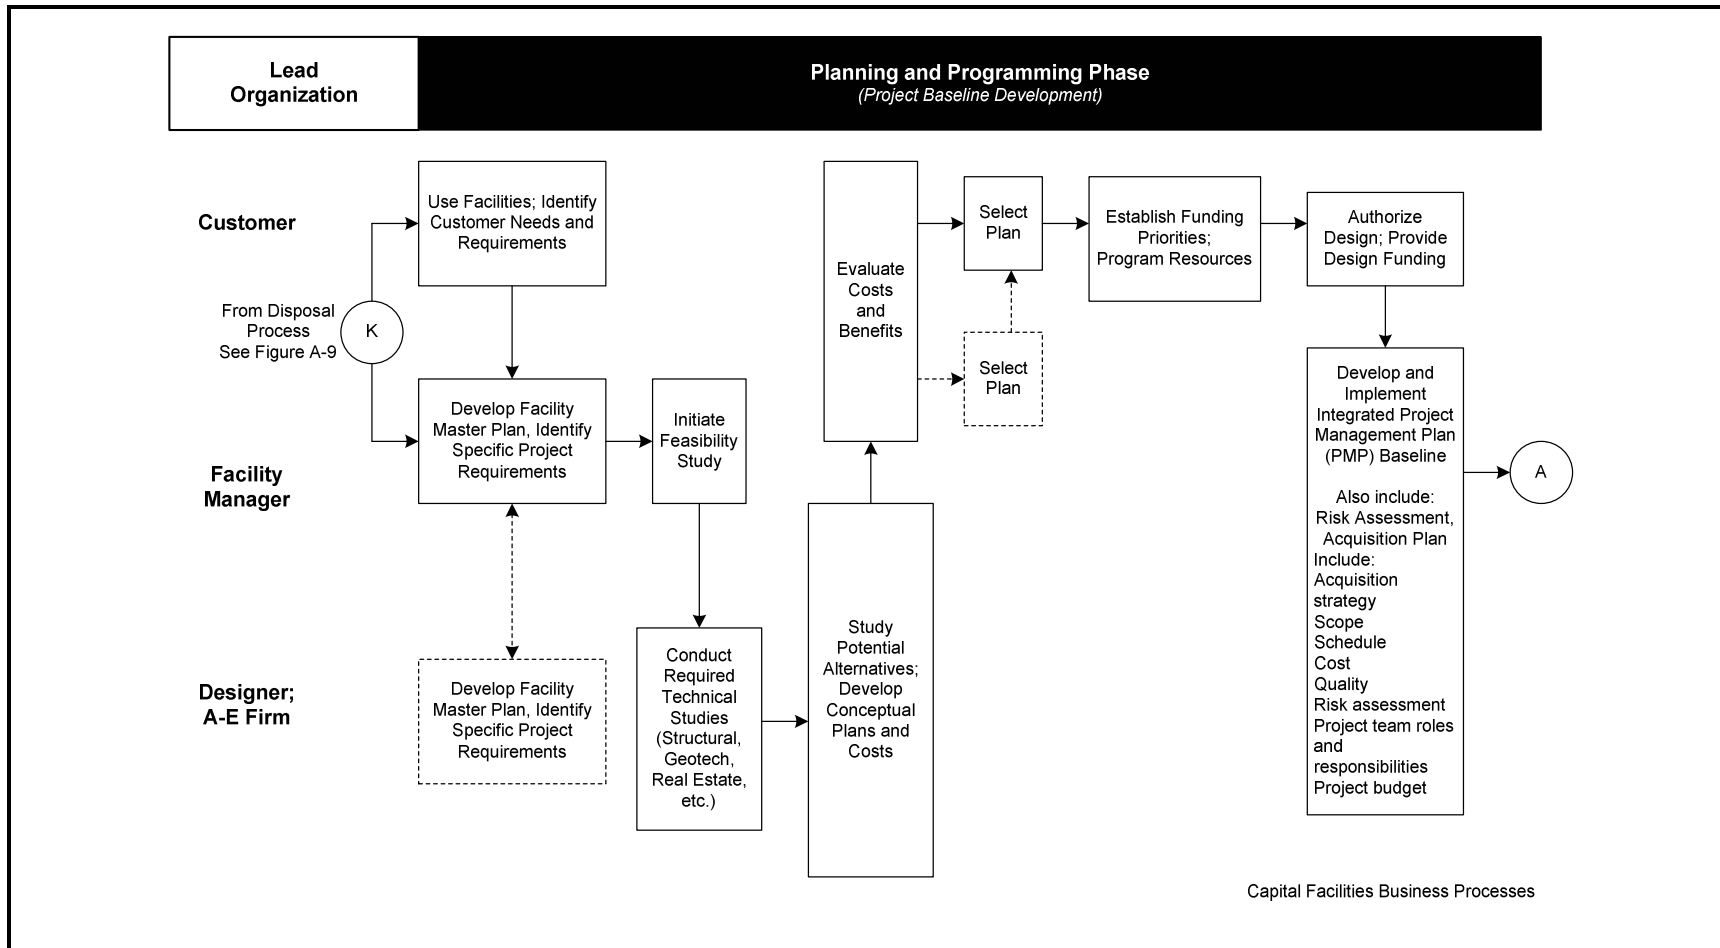 Lead
Organization
Planning and Programming Phase
(Project Baseline Development)
Customer
Use Facilities; Identify
Customer Needs and
Requirements
From Disposal
Process
See Figure A-9
K
Facility
Manager
Develop Facility
Master Plan, Identify
Specific Project
Requirements
Initiate
Feasibility
Study
Designer;
A-E Firm
Develop Facility
Master Plan, Identify
Specific Project
Requirements
Conduct
Required
Technical
Studies
(Structural,
Geotech,
Real Estate,
etc.)
Study
Potential
Alternatives;
Develop
Conceptual
Plans and
Costs
Evaluate
Costs
and
Benefits
Select
Plan
Select
Plan
Establish Funding
Priorities;
Program Resources
Authorize
Design; Provide
Design Funding
Develop and
Implement
Integrated Project
Management Plan
(PMP) Baseline
Also include:
Risk Assessment,
Acquisition Plan
Include:
Acquisition
strategy
Scope
Schedule
Cost
Quality
Risk assessment
Project team roles
and
responsibilities
Project budget
A
Capital Facilities Business Processes